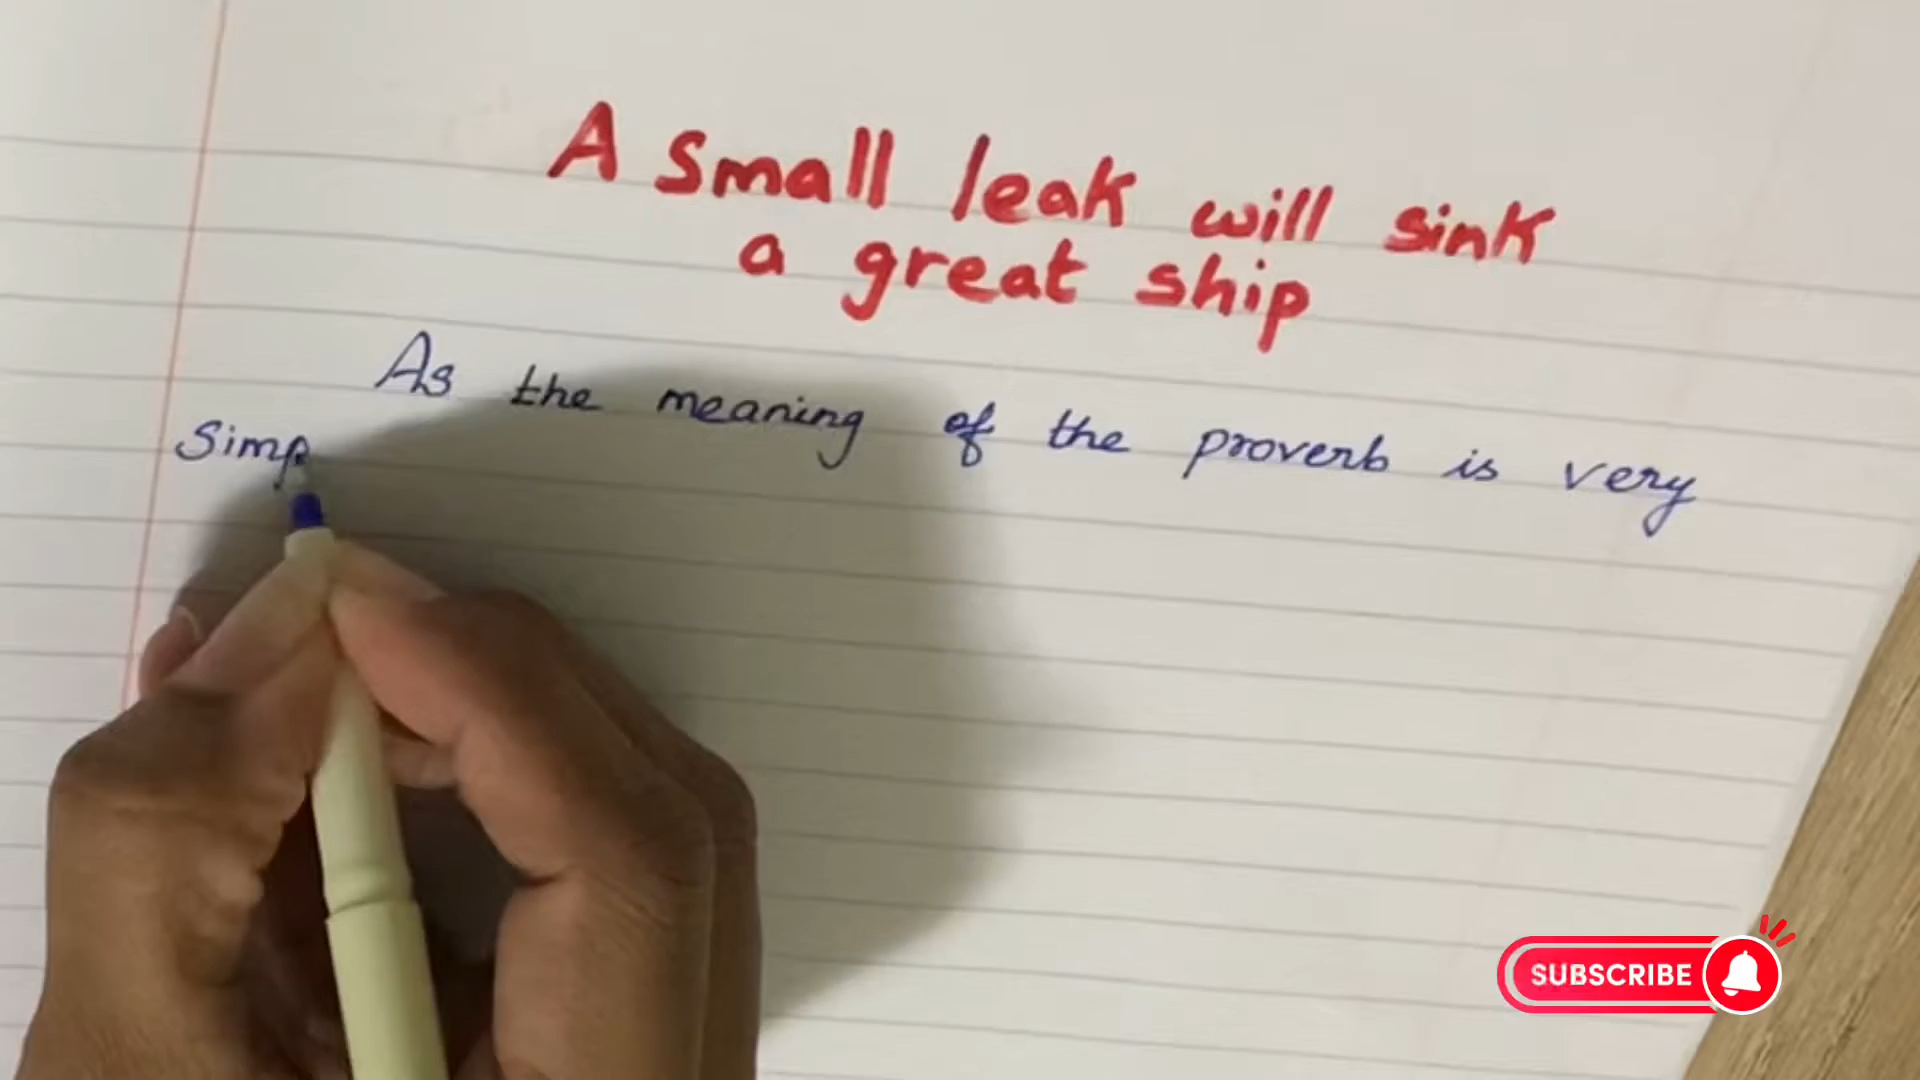 A Small leak will sink
a great ship
As the meaning of the proverb is very
Simp
SUBSCRIBE